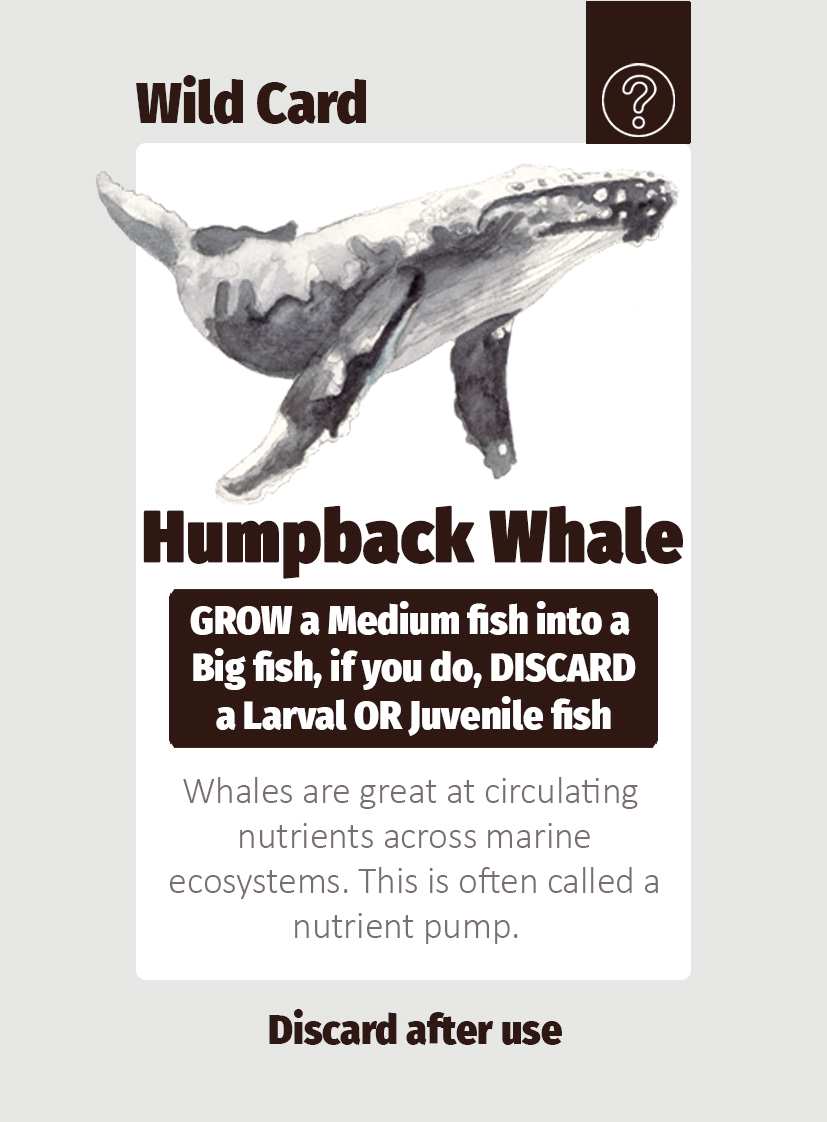 Wild Card
?
Humpback Whale
GROW a Medium fish into a
Big fish, if you do, DISCARD
a Larval OR Juvenile fish
Whales are great at circulating
nutrients across marine
ecosystems. This is often called a
nutrient pump.
Discard after use